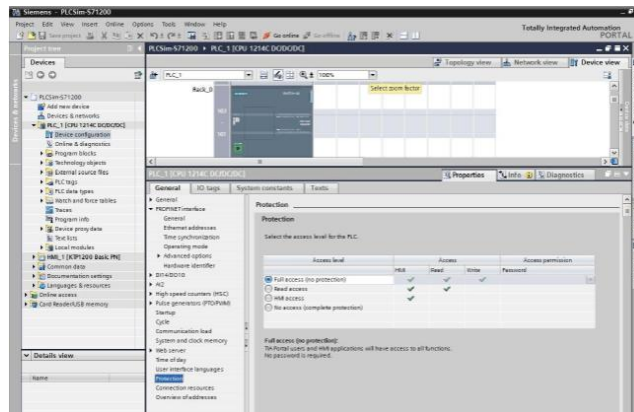 Siemens - PLCSim-S71200
Project Edit View Insert Online Options Tools Window Help
Totally Integrated Automation
PORTAL
Save project
Go online
Go offline
Project tree
PLCSim-S71200 PLC_1 [CPU 1214C DC/DC/DC]
Devices
Topology view
Network view
Device view
PLC_1
100%
Rack_0
Select zoom factor
PLCSim-S71200
Add new device
Devices & networks
PLC_1 [CPU 1214C DC/DC/DC]
Device configuration
Online & diagnostics
Program blocks
Technology objects
External source files
PLC tags
PLC data types
Watch and force tables
Traces
Program info
Device proxy data
Text lists
Local modules
HMI_1 [KTP1200 Basic PN]
Common data
Documentation settings
Languages & resources
Online access
Card Reader/USB memory
Details view
Name
PLC_1 [CPU 1214C DC/DC/DC]
Properties
Info
Diagnostics
General
IO tags
System constants
Texts
General
PROFINET interface
General
Ethernet addresses
Time synchronization
Operating mode
Advanced options
Hardware identifier
DI14/DO10
AI2
High speed counters (HSC)
Pulse generators (PTO/PWM)
Startup
Cycle
Communication load
System and clock memory
Web server
Time of day
User interface languages
Protection
Connection resources
Overview of addresses
Protection
Protection
Select the access level for the PLC.
Access level
Access
Access permission
HMI
Read
Write
Password
Full access (no protection)
Read access
HMI access
No access (complete protection)
Full access (no protection):
TIA Portal users and HMI applications will have access to all functions.
No password is required.